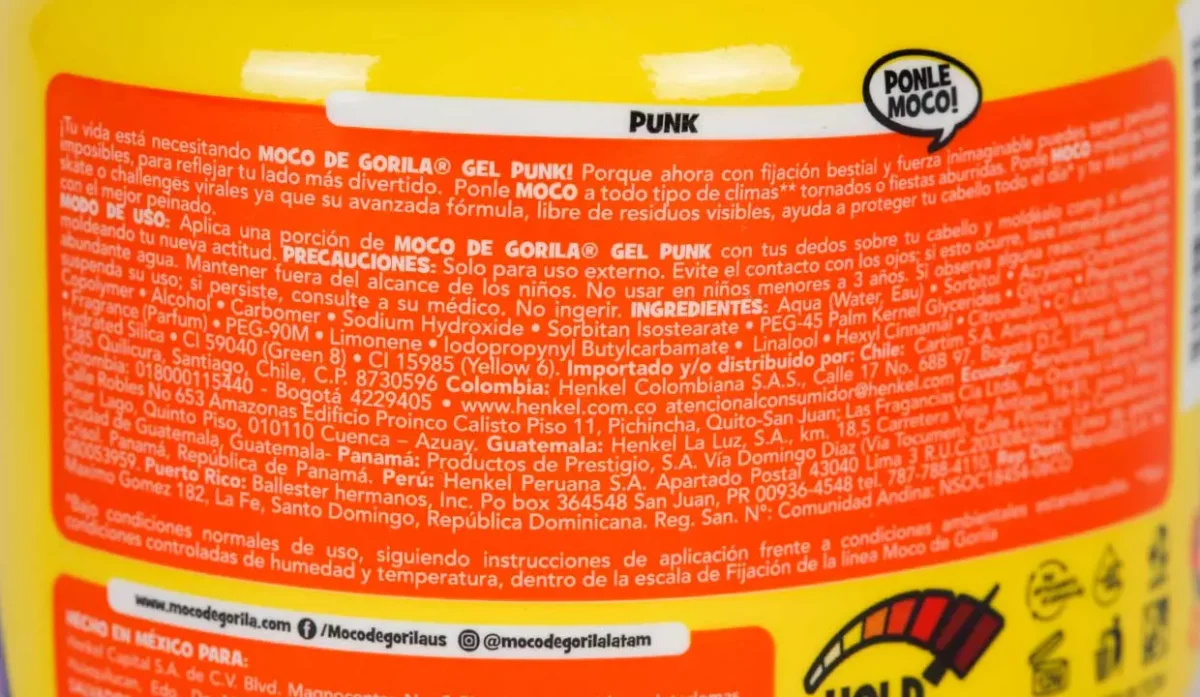 PONLE
MOCO!
PUNK
¡Tu vida está necesitando MOCO DE GORILA® GEL PUNK! Porque ahora con fijación bestial y fuerza inimaginable puedes tener peinados
imposibles, para reflejar tu lado más divertido. Ponle MOCO a todo tipo de climas** tornados o fiestas aburridas. Ponle MOCO
skate o challenges virales ya que su avanzada fórmula, libre de residuos visibles, ayuda a proteger tu cabello todo el día* y te
con el mejor peinado.
MODO DE USO: Aplica una porción de MOCO DE GORILA® GEL PUNK con tus dedos sobre tu cabello y moldéalo como si estuvieras
moldeando tu nueva actitud. PRECAUCIONES: Solo para uso externo. Evite el contacto con los ojos; si esto ocurre, lave inmediatamente
abundante agua. Mantener fuera del alcance de los niños. No usar en niños menores a 3 años. Si observa alguna reacción
suspenda su uso; si persiste, consulte a su médico. No ingerir. INGREDIENTES: Aqua (Water, Eau) • Sorbitol •
Copolymer • Alcohol • Carbomer • Sodium Hydroxide • Sorbitan Isostearate • PEG-45 Palm Kernel Glycerides • Glycerin •
• Fragrance (Parfum) • PEG-90M • Limonene • Iodopropynyl Butylcarbamate • Linalool • Hexyl Cinnamal •
Hydrated Silica • CI 59040 (Green 8) • CI 15985 (Yellow 6). Importado y/o distribuido por: Chile: Cartim S.A.
1385 Quilicura, Santiago, Chile, C.P. 8730596 Colombia: Henkel Colombiana S.A.S., Calle 17 No. 68B 97, Bogotá D.C.
Colombia: 018000115440 - Bogotá 4229405 • www.henkel.com.co atencionalconsumidor@henkel.com Ecuador:
Calle Robles No 653 Amazonas Edificio Proinco Calisto Piso 11, Pichincha, Quito-San Juan: Las Fragancias Cia Ltda, Av.
Pinar Lago, Quinto Piso, 010110 Cuenca – Azuay. Guatemala: Henkel La Luz, S.A., km. 18,5 Carretera
Ciudad de Guatemala, Guatemala- Panamá: Productos de Prestigio, S.A. Vía Domingo Diaz (Via Tocumen)
Panamá, República de Panamá. Perú: Henkel Peruana S.A. Apartado Postal 43040 Lima 3 R.U.C.
Puerto Rico: Ballester hermanos, Inc. Po box 364548 San Juan, PR 00936-4548 tel. 787-788-4110. Rep Dom:
Maximo Gomez 182, La Fe, Santo Domingo, República Dominicana. Reg. San. N°: Comunidad Andina:
*Bajo condiciones normales de uso, siguiendo instrucciones de aplicación frente a condiciones ambientales estandarizadas.
condiciones controladas de humedad y temperatura, dentro de la escala de Fijación de la línea Moco de Gorila
www.mocodegorila.com /Mocodegorilaus @mocodegorilalatam
HECHO EN MÉXICO PARA:
Henkel Capital S.A. de C.V. Blvd.
HOLD